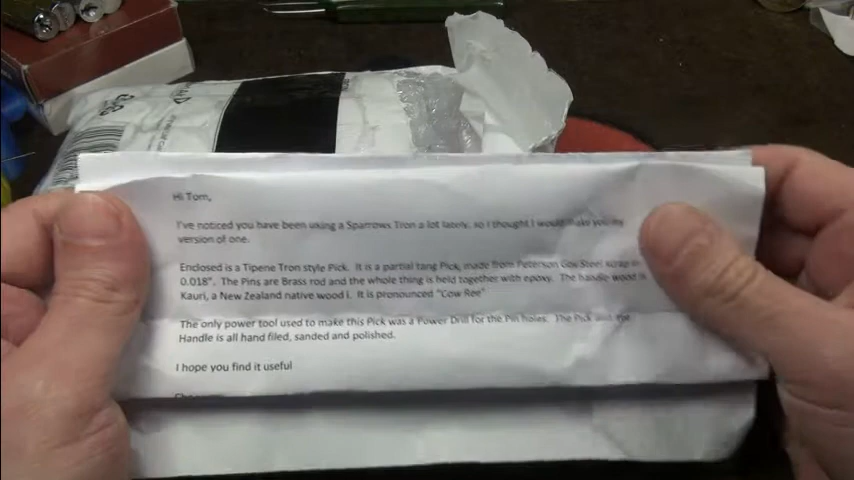 Hi Tom,
I've noticed you have been using a Sparrows Tron a lot lately, so I thought I would make you my
version of one.
Enclosed is a Tipene Tron style Pick. It is a partial tang Pick, made from Peterson Gov Steel scrap in
0.018". The Pins are Brass rod and the whole thing is held together with epoxy. The handle wood is
Kauri, a New Zealand native wood i. It is pronounced "Cow Ree"
The only power tool used to make this Pick was a Power Drill for the Pin holes. The Pick and the
Handle is all hand filed, sanded and polished.
I hope you find it useful